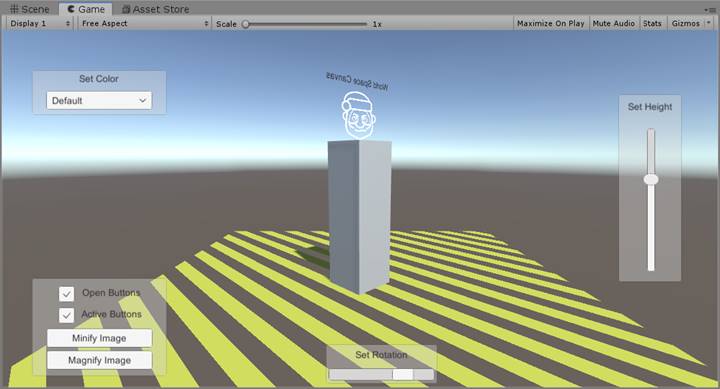 Scene Game Asset Store
Display 1 Free Aspect Scale 1x Maximize On Play Mute Audio Stats Gizmos
Set Color
Default
World Space Canvas
Set Height
Open Buttons
Active Buttons
Minify Image
Magnify Image
Set Rotation